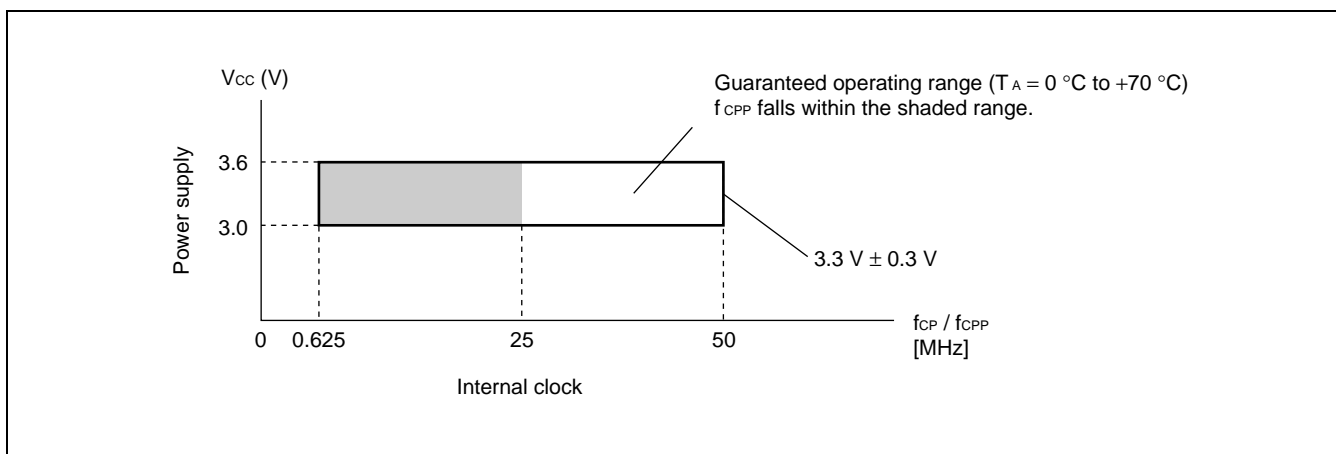 Vcc (V)
Guaranteed operating range (TA = 0 °C to +70 °C)
fCPP falls within the shaded range.
Power supply
3.6
3.0
3.3 V ± 0.3 V
0
0.625
25
50
fCP / fCPP
[MHz]
Internal clock